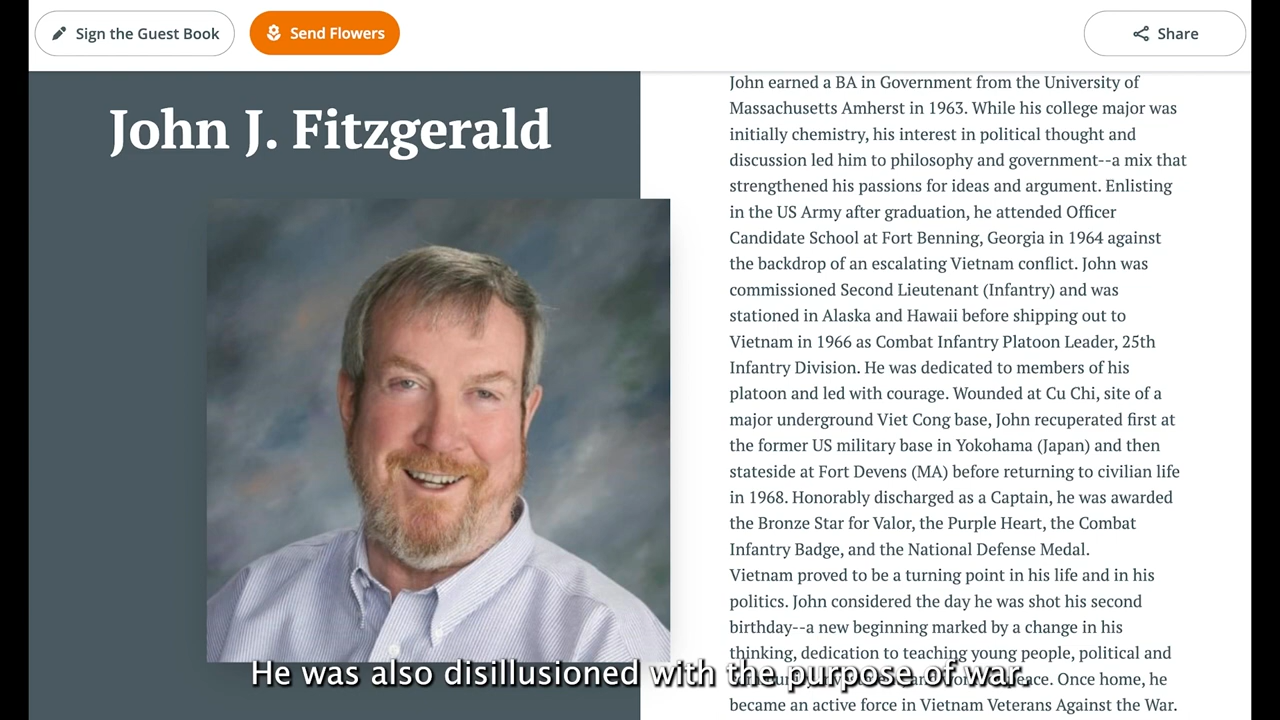 Sign the Guest Book
Send Flowers
Share
John J. Fitzgerald
John earned a BA in Government from the University of
Massachusetts Amherst in 1963. While his college major was
initially chemistry, his interest in political thought and
discussion led him to philosophy and government--a mix that
strengthened his passions for ideas and argument. Enlisting
in the US Army after graduation, he attended Officer
Candidate School at Fort Benning, Georgia in 1964 against
the backdrop of an escalating Vietnam conflict. John was
commissioned Second Lieutenant (Infantry) and was
stationed in Alaska and Hawaii before shipping out to
Vietnam in 1966 as Combat Infantry Platoon Leader, 25th
Infantry Division. He was dedicated to members of his
platoon and led with courage. Wounded at Cu Chi, site of a
major underground Viet Cong base, John recuperated first at
the former US military base in Yokohama (Japan) and then
stateside at Fort Devens (MA) before returning to civilian life
in 1968. Honorably discharged as a Captain, he was awarded
the Bronze Star for Valor, the Purple Heart, the Combat
Infantry Badge, and the National Defense Medal.
Vietnam proved to be a turning point in his life and in his
politics. John considered the day he was shot his second
birthday--a new beginning marked by a change in his
thinking, dedication to teaching young people, political and
Once home, he
became an active force in Vietnam Veterans Against the War.
He was also disillusioned with the purpose of war.